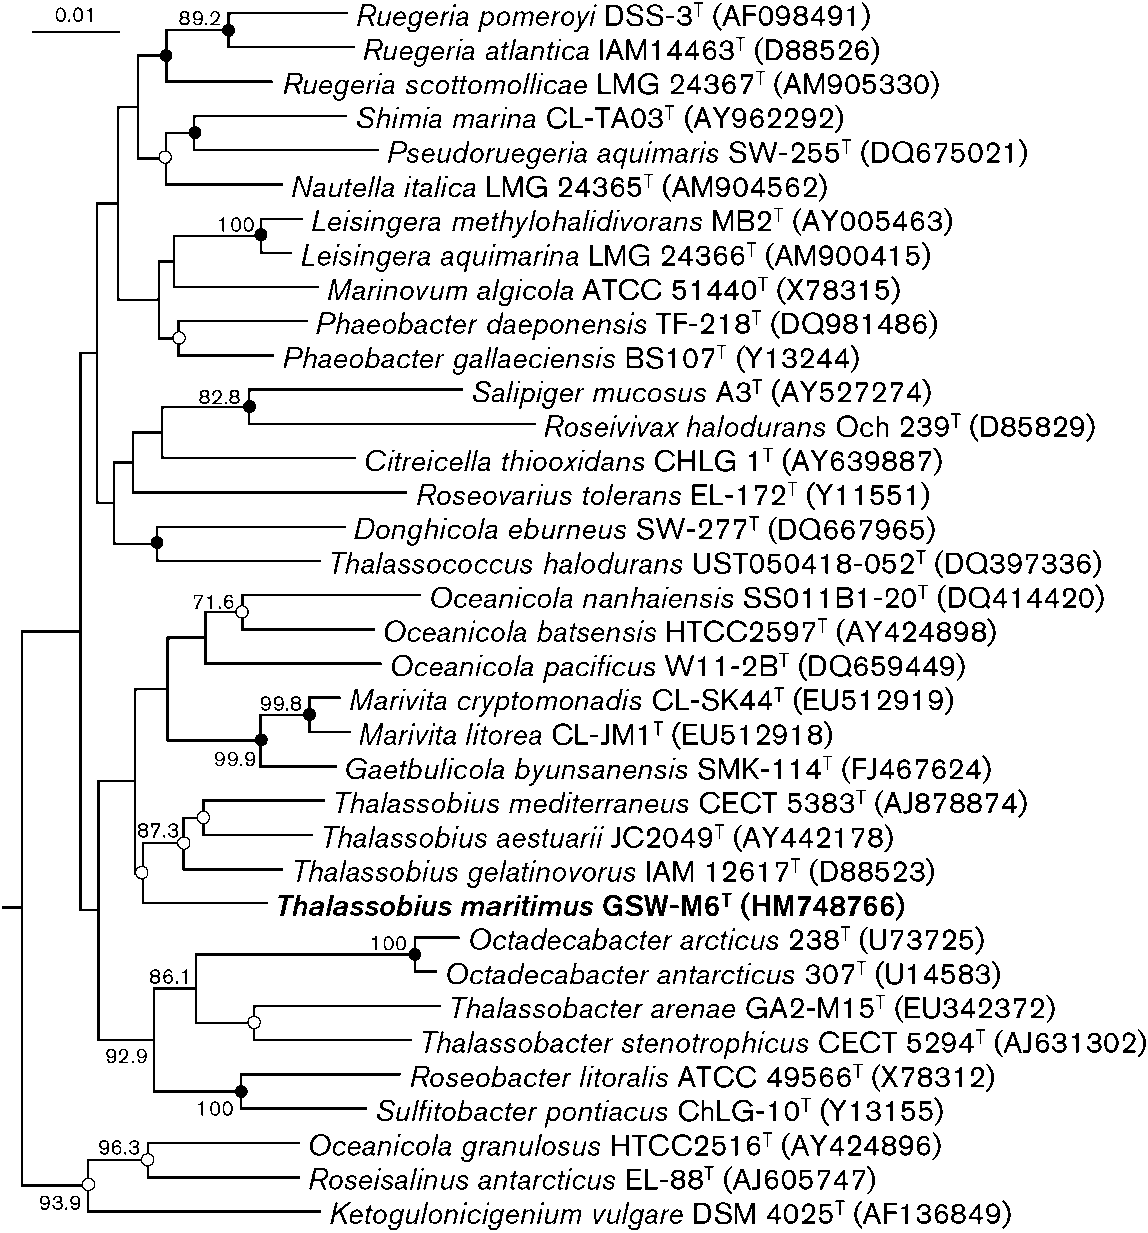 0.01
89.2
Ruegeria pomeroyi DSS-3ᵀ (AF098491)
Ruegeria atlantica IAM14463ᵀ (D88526)
Ruegeria scottomollicae LMG 24367ᵀ (AM905330)
Shimia marina CL-TA03ᵀ (AY962292)
Pseudoruegeria aquimaris SW-255ᵀ (DQ675021)
Nautella italica LMG 24365ᵀ (AM904562)
100
Leisingera methylohalidivorans MB2ᵀ (AY005463)
Leisingera aquimarina LMG 24366ᵀ (AM900415)
Marinovum algicola ATCC 51440ᵀ (X78315)
Phaeobacter daeponensis TF-218ᵀ (DQ981486)
Phaeobacter gallaeciensis BS107ᵀ (Y13244)
82.8
Salipiger mucosus A3ᵀ (AY527274)
Roseivivax halodurans Och 239ᵀ (D85829)
Citreicella thiooxidans CHLG 1ᵀ (AY639887)
Roseovarius tolerans EL-172ᵀ (Y11551)
Donghicola eburneus SW-277ᵀ (DQ667965)
Thalassococcus halodurans UST050418-052ᵀ (DQ397336)
71.6
Oceanicola nanhaiensis SS011B1-20ᵀ (DQ414420)
Oceanicola batsensis HTCC2597ᵀ (AY424898)
Oceanicola pacificus W11-2Bᵀ (DQ659449)
99.8
Marivita cryptomonadis CL-SK44ᵀ (EU512919)
Marivita litorea CL-JM1ᵀ (EU512918)
99.9
Gaetbulicola byunsanensis SMK-114ᵀ (FJ467624)
Thalassobius mediterraneus CECT 5383ᵀ (AJ878874)
87.3
Thalassobius aestuarii JC2049ᵀ (AY442178)
Thalassobius gelatinovorus IAM 12617ᵀ (D88523)
Thalassobius maritimus GSW-M6ᵀ (HM748766)
100
Octadecabacter arcticus 238ᵀ (U73725)
86.1
Octadecabacter antarcticus 307ᵀ (U14583)
Thalassobacter arenae GA2-M15ᵀ (EU342372)
92.9
Thalassobacter stenotrophicus CECT 5294ᵀ (AJ631302)
Roseobacter litoralis ATCC 49566ᵀ (X78312)
100
Sulfitobacter pontiacus ChLG-10ᵀ (Y13155)
96.3
Oceanicola granulosus HTCC2516ᵀ (AY424896)
Roseisalinus antarcticus EL-88ᵀ (AJ605747)
93.9
Ketogulonicigenium vulgare DSM 4025ᵀ (AF136849)